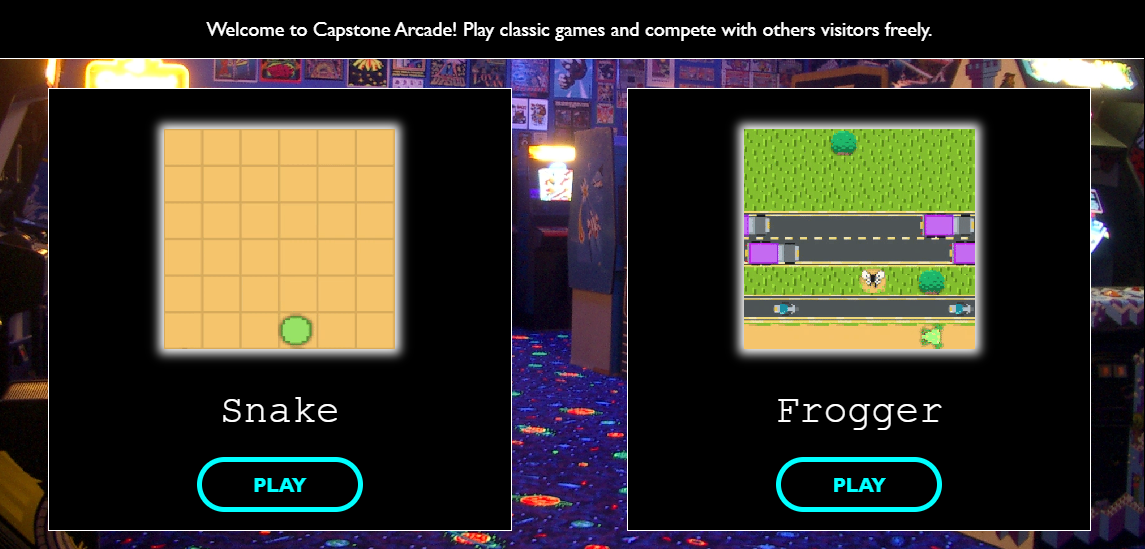 Welcome to Capstone Arcade! Play classic games and compete with others visitors freely.
Snake
Frogger
PLAY
PLAY